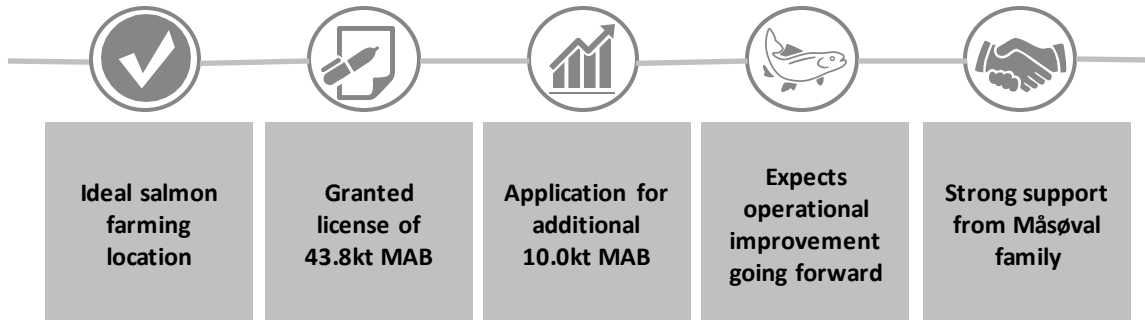 Ideal salmon
farming
location
Granted
license of
43.8kt MAB
Application for
additional
10.0kt MAB
Expects
operational
improvement
going forward
Strong support
from Måsøval
family